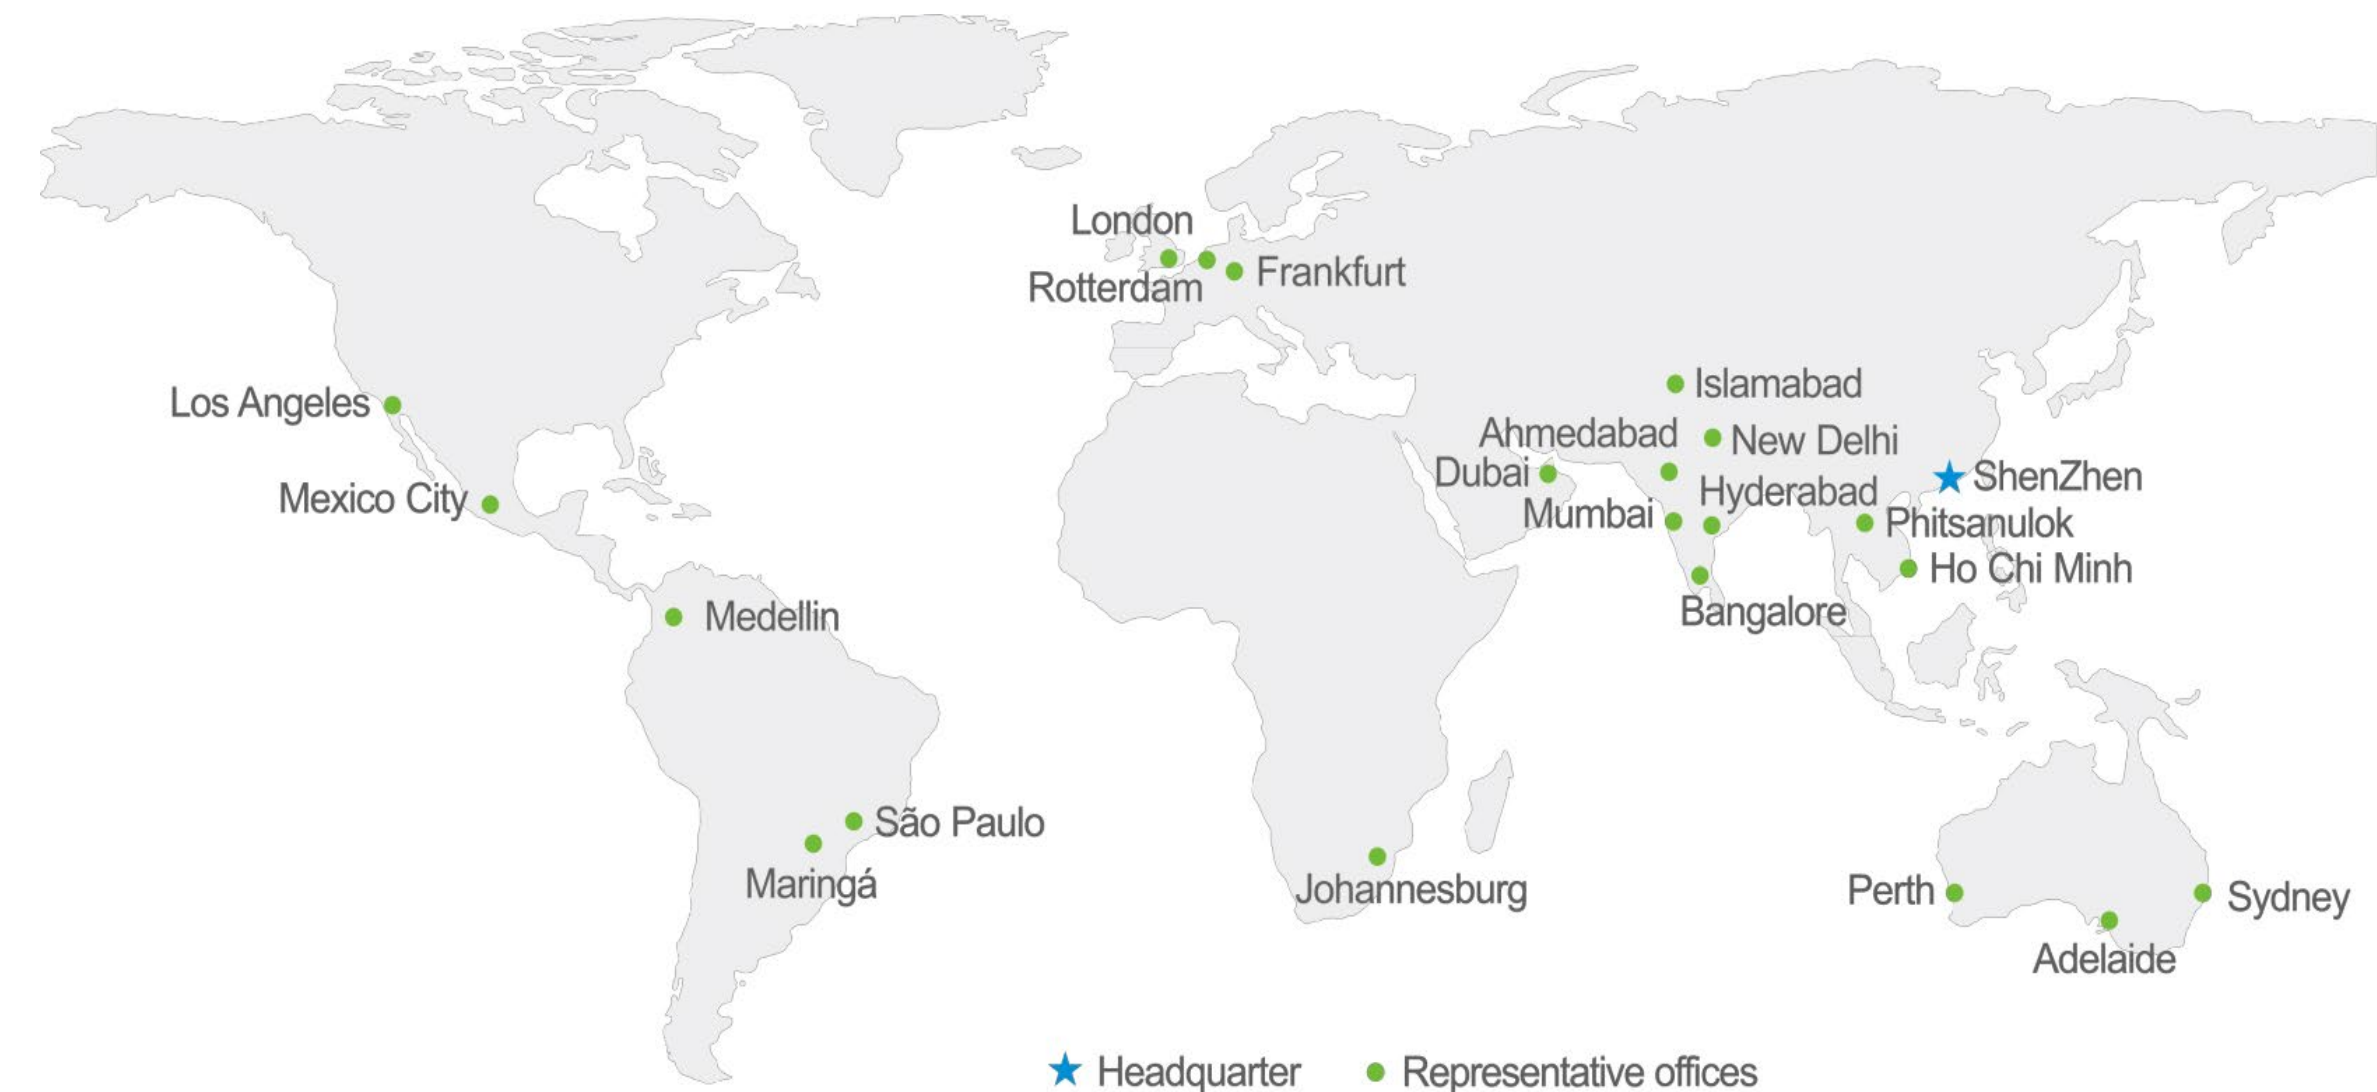 London
Rotterdam
Frankfurt
Islamabad
Los Angeles
Ahmedabad
New Delhi
Dubai
ShenZhen
Mexico City
Hyderabad
Mumbai
Phitsanulok
Ho Chi Minh
Medellin
Bangalore
São Paulo
Maringá
Johannesburg
Perth
Sydney
Adelaide
Headquarter
Representative offices